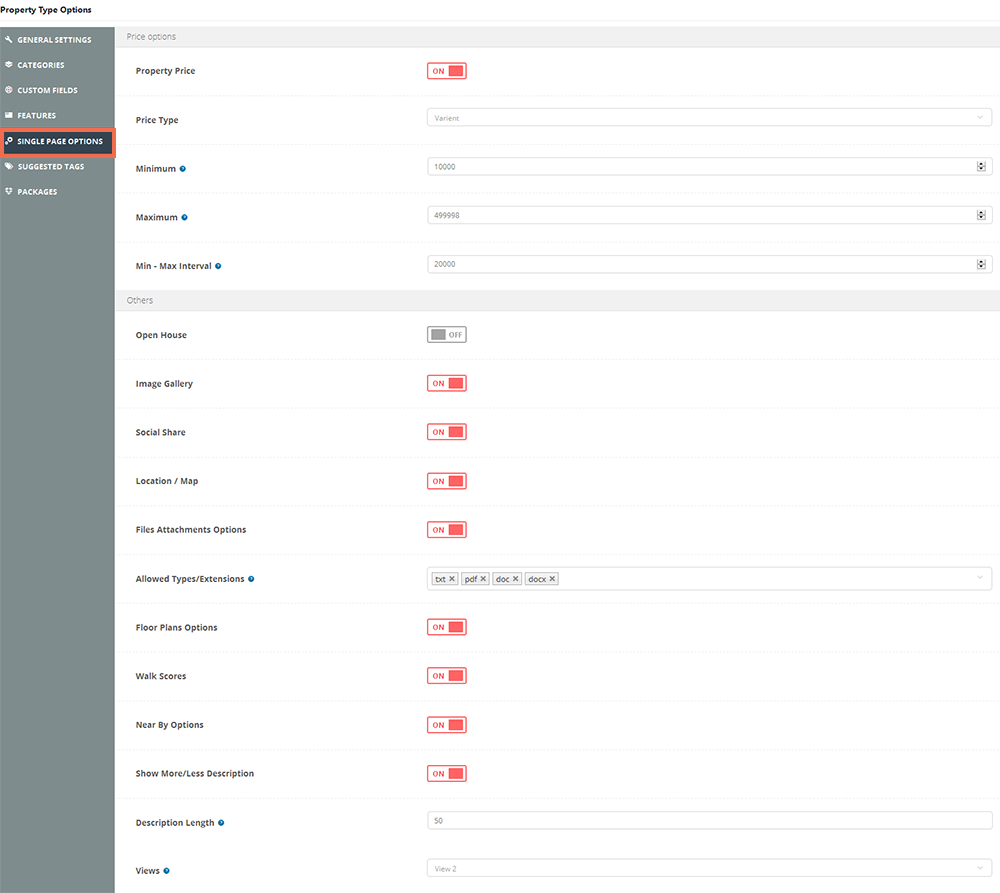 Property Type Options
GENERAL SETTINGS
CATEGORIES
CUSTOM FIELDS
FEATURES
SINGLE PAGE OPTIONS
SUGGESTED TAGS
PACKAGES
Price options
Property Price ON
Price Type Varient
Minimum 10000
Maximum 499998
Min - Max Interval 20000
Others
Open House OFF
Image Gallery ON
Social Share ON
Location / Map ON
Files Attachments Options ON
Allowed Types/Extensions txt pdf doc docx
Floor Plans Options ON
Walk Scores ON
Near By Options ON
Show More/Less Description ON
Description Length 50
Views View 2